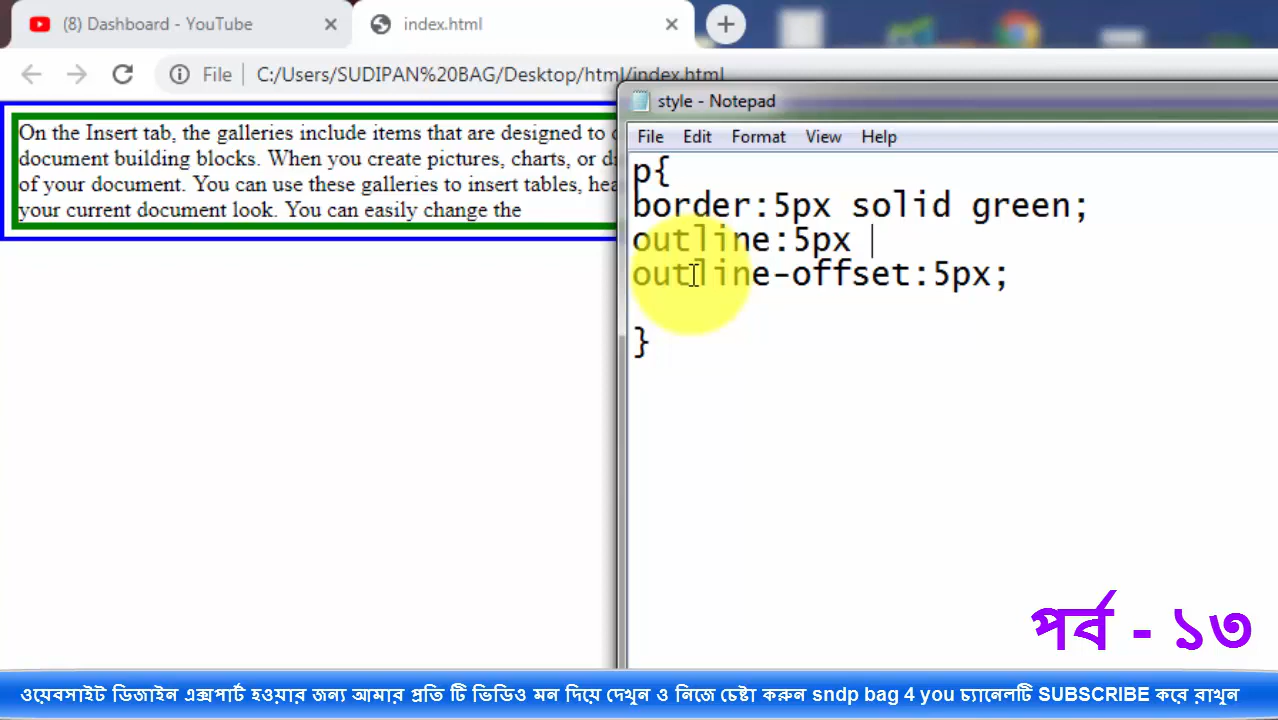 (8) Dashboard - YouTube
index.html
File C:/Users/SUDIPAN%20BAG/Desktop/html/index.html
style - Notepad
File Edit Format View Help
On the Insert tab, the galleries include items that are designed to
document building blocks. When you create pictures, charts, or
of your document. You can use these galleries to insert tables,
your current document look. You can easily change the
p{
border:5px solid green;
outline:5px
outline-offset:5px;
}
পর্ব - ১৩
ওয়েবসাইট ডিজাইন এক্সপার্ট হওয়ার জন্য আমার প্রতি টি ভিডিও মন দিয়ে দেখুন ও নিজে চেষ্টা করুন sndp bag 4 you চ্যানেলটি SUBSCRIBE করে রাখুন